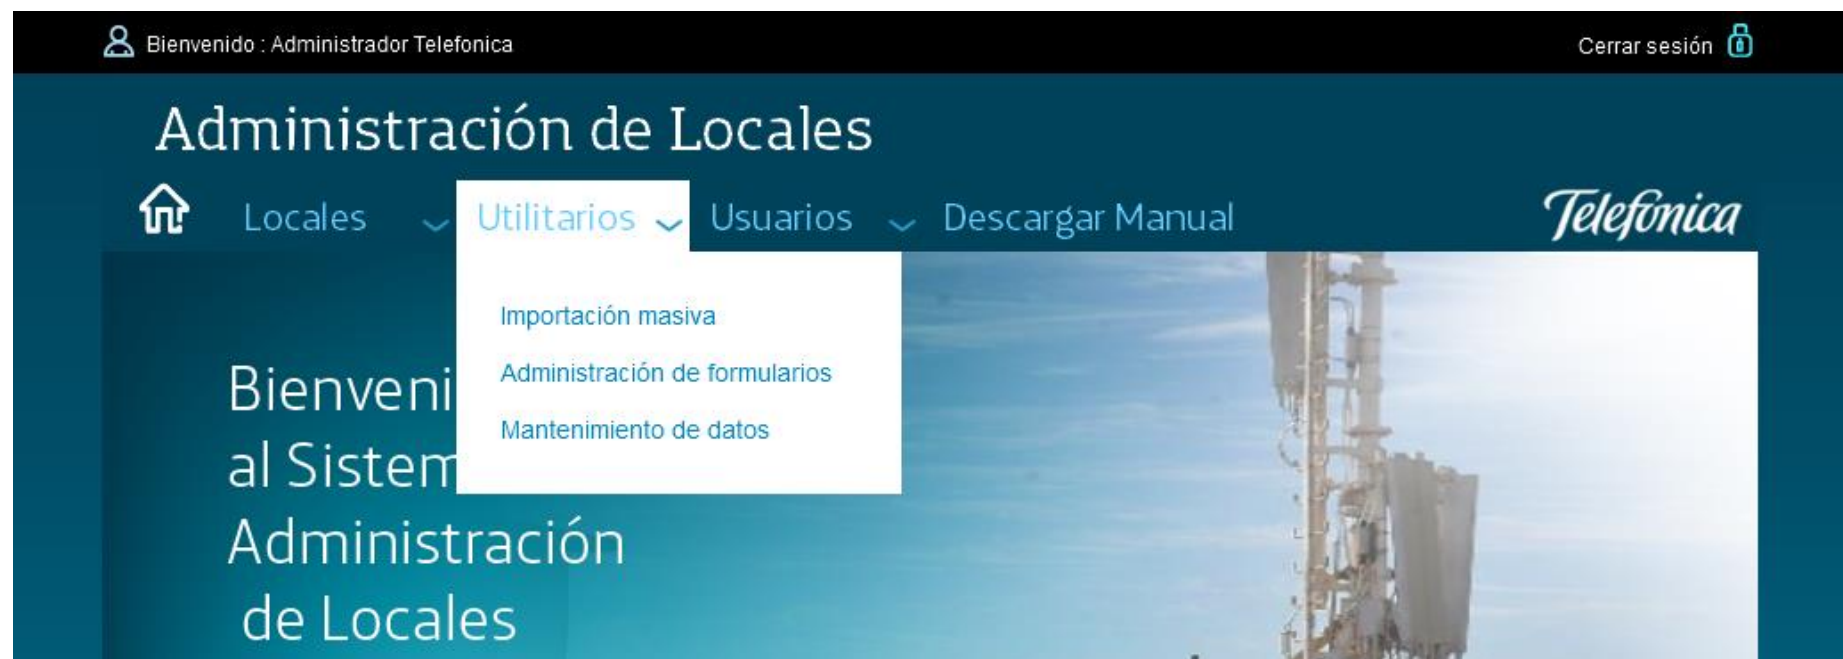 Bienvenido : Administrador Telefonica
Cerrar sesión
Administración de Locales
Locales
Utilitarios
Usuarios
Descargar Manual
Telefónica
Importación masiva
Administración de formularios
Mantenimiento de datos
Bienveni
al Sistem
Administración
de Locales